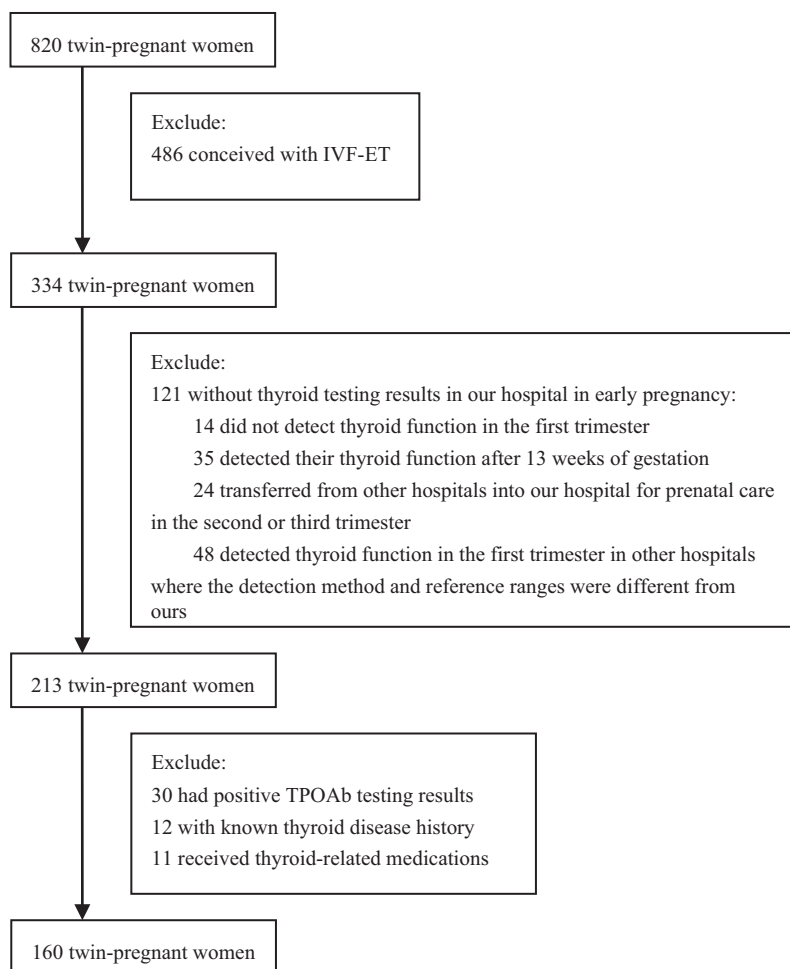 820 twin-pregnant women
Exclude:
486 conceived with IVF-ET
334 twin-pregnant women
Exclude:
121 without thyroid testing results in our hospital in early pregnancy:
14 did not detect thyroid function in the first trimester
35 detected their thyroid function after 13 weeks of gestation
24 transferred from other hospitals into our hospital for prenatal care
in the second or third trimester
48 detected thyroid function in the first trimester in other hospitals
where the detection method and reference ranges were different from
ours
213 twin-pregnant women
Exclude:
30 had positive TPOAb testing results
12 with known thyroid disease history
11 received thyroid-related medications
160 twin-pregnant women